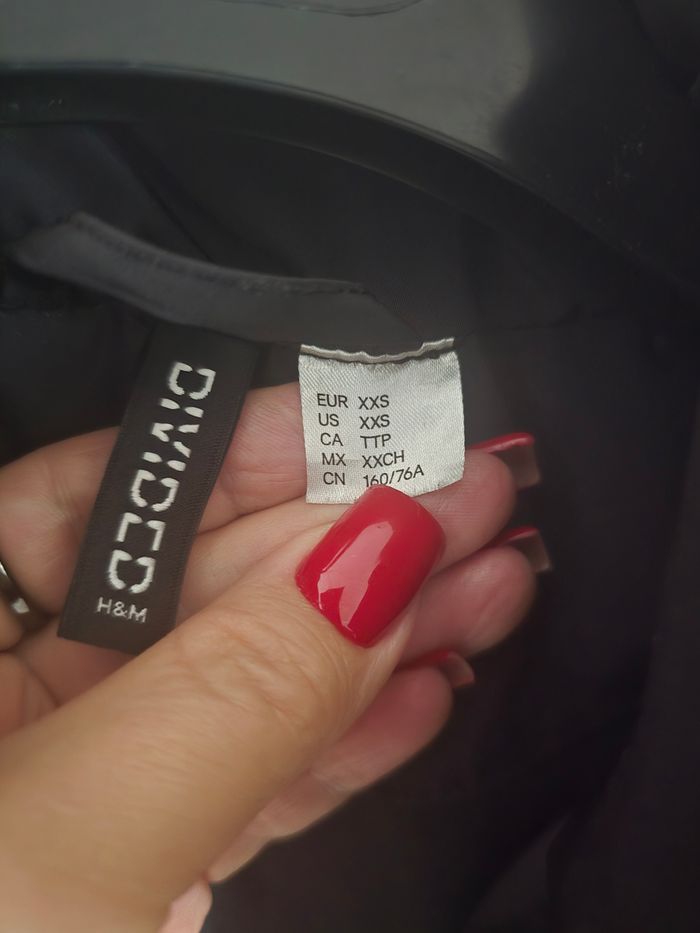 DIVIDED
H&M
EUR XXS
US XXS
CA TTP
MX XXCH
CN 160/76A